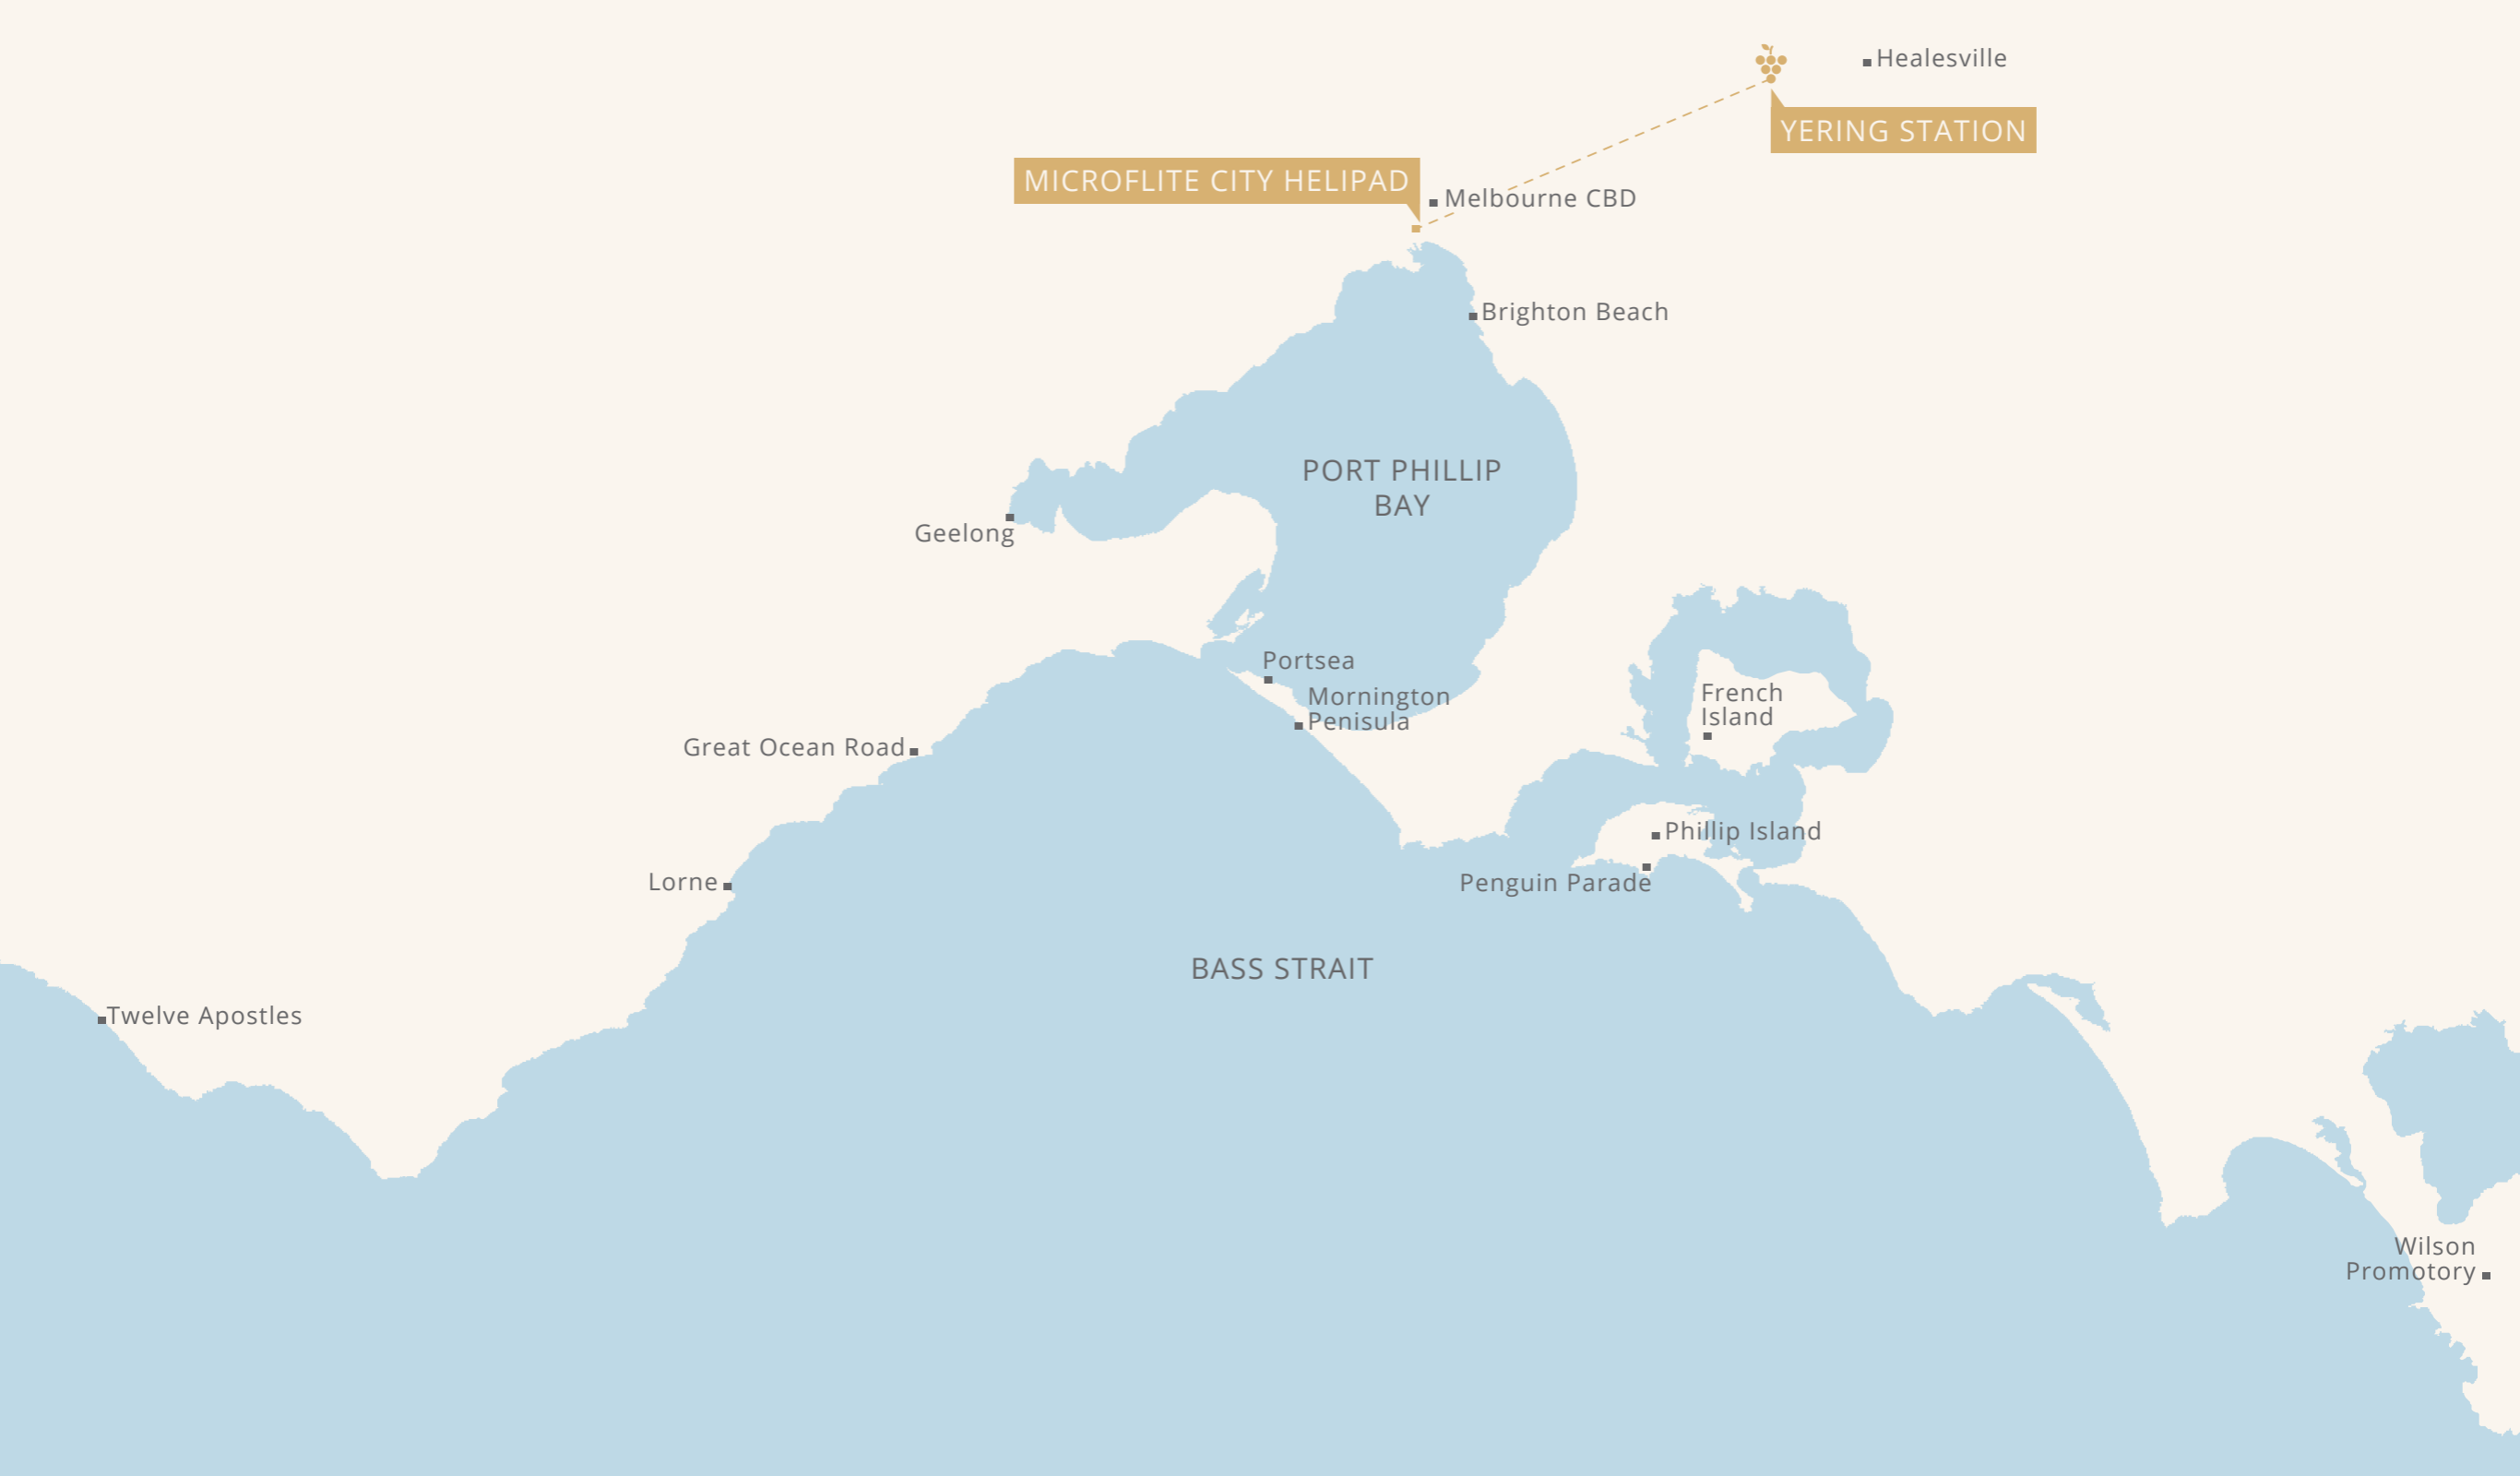 Healesville
YERING STATION
MICROFLITE CITY HELIPAD
Melbourne CBD
Brighton Beach
PORT PHILLIP
BAY
Geelong
Portsea
Mornington
Penisula
French
Island
Great Ocean Road
Phillip Island
Lorne
Penguin Parade
BASS STRAIT
Twelve Apostles
Wilson
Promotory